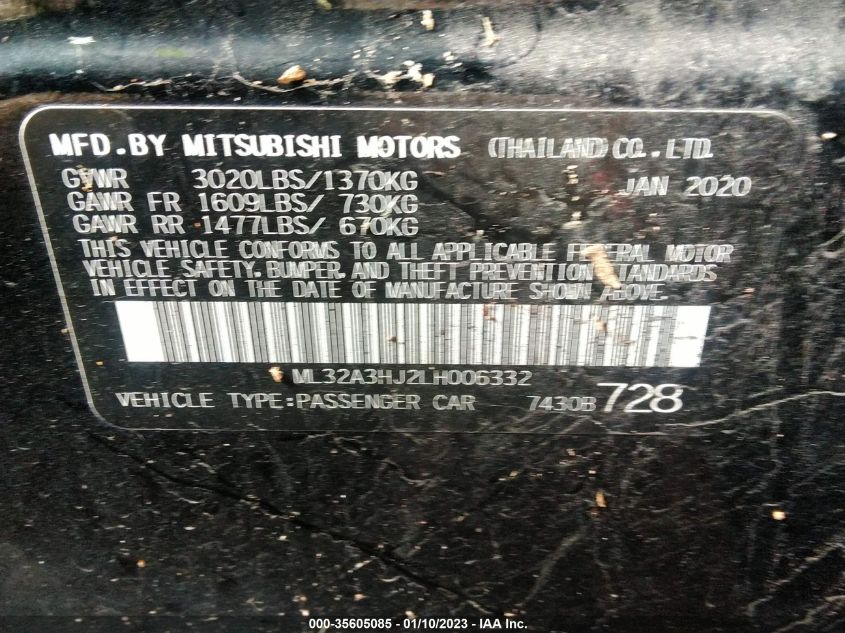 MFD. BY MITSUBISHI MOTORS (THAILAND) CO., LTD.
GVWR 3020LBS/1370KG JAN 2020
GAWR FR 1609LBS/ 730KG
GAWR RR 1477LBS/ 670KG
THIS VEHICLE CONFORMS TO ALL APPLICABLE FEDERAL MOTOR
VEHICLE SAFETY, BUMPER, AND THEFT PREVENTION STANDARDS
IN EFFECT ON THE DATE OF MANUFACTURE SHOWN ABOVE.
ML32A3HJ2LH006332
VEHICLE TYPE:PASSENGER CAR 7430B 728
000-35605085 - 01/10/2023 - IAA Inc.